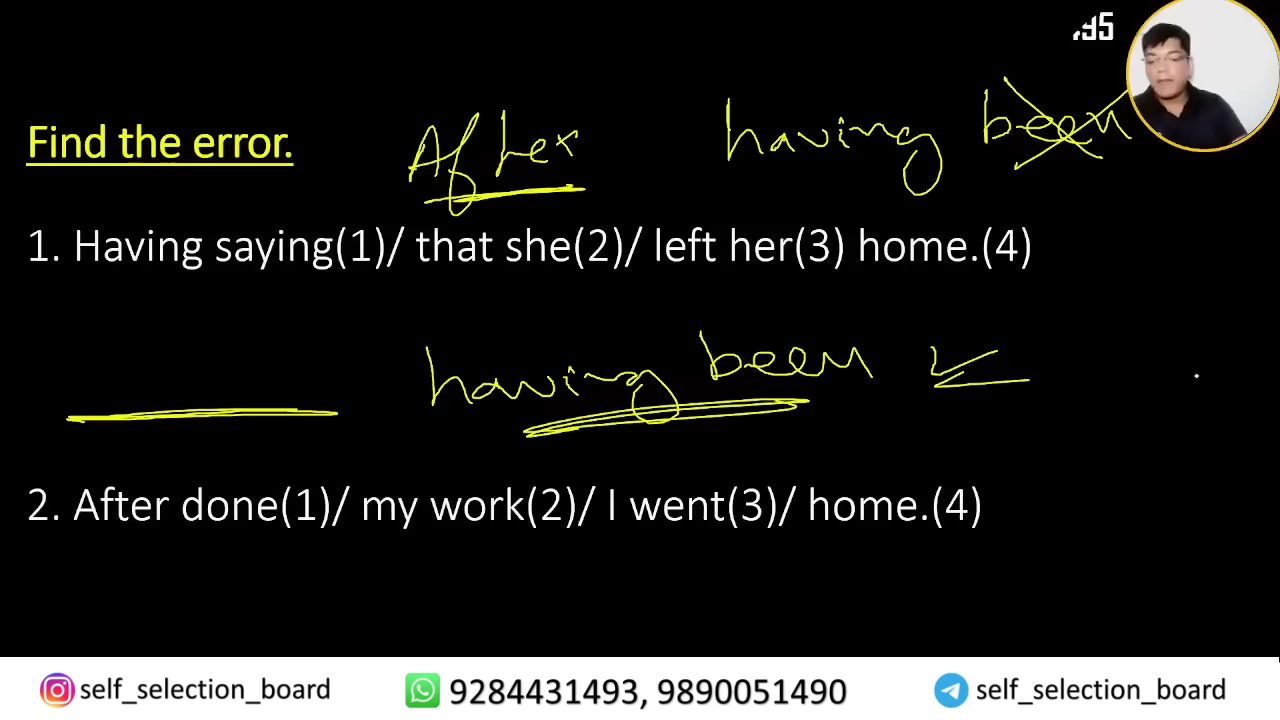 Find the error.
After having been
1. Having saying(1)/ that she(2)/ left her(3) home.(4)
having been
2. After done(1)/ my work(2)/ I went(3)/ home.(4)
self_selection_board 9284431493, 9890051490 self_selection_board